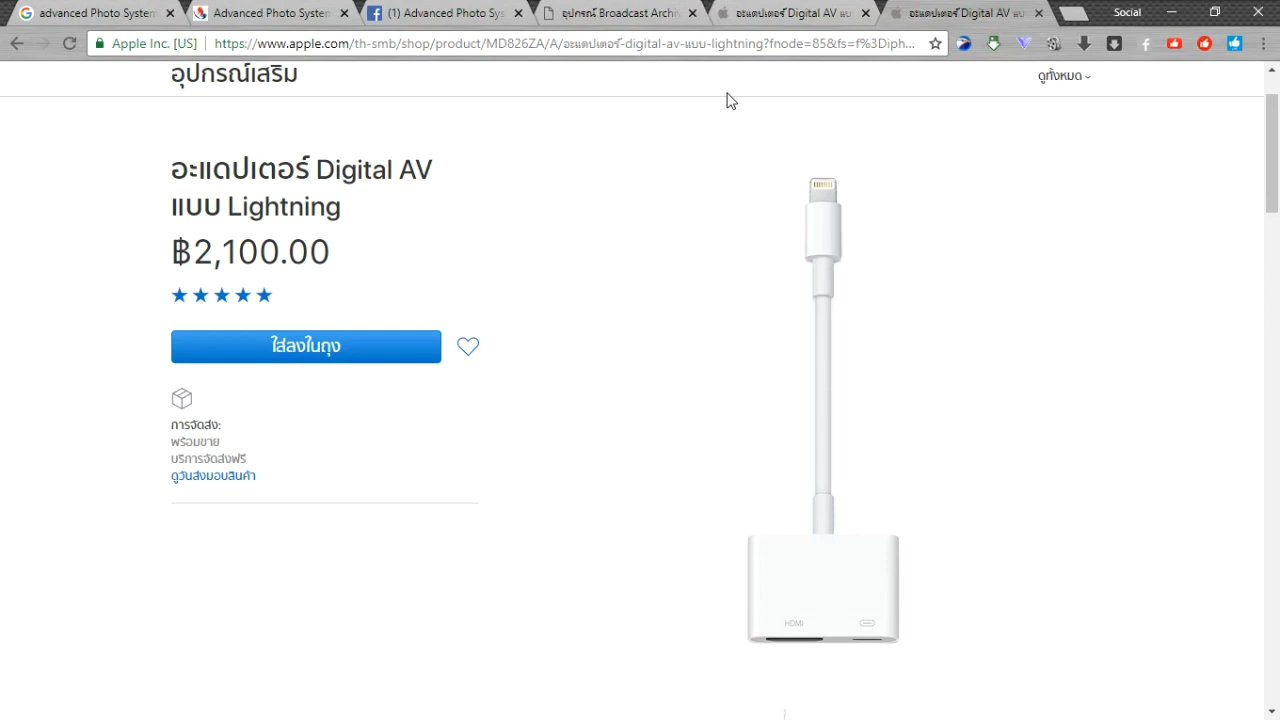 advanced Photo System
Advanced Photo System
(1) Advanced Photo Sys
อุปกรณ์ Broadcast Archi
อะแดปเตอร์ Digital AV แบ
อะแดปเตอร์ Digital AV แบ
Social
Apple Inc. [US]
https://www.apple.com/th-smb/shop/product/MD826ZA/A/อะแดปเตอร์-digital-av-แบบ-lightning?fnode=85&fs=f%3Diph...
อุปกรณ์เสริม
ดูทั้งหมด
อะแดปเตอร์ Digital AV
แบบ Lightning
฿2,100.00
ใส่ลงในถุง
การจัดส่ง:
พร้อมขาย
บริการจัดส่งฟรี
ดูวันส่งมอบสินค้า
HDMI